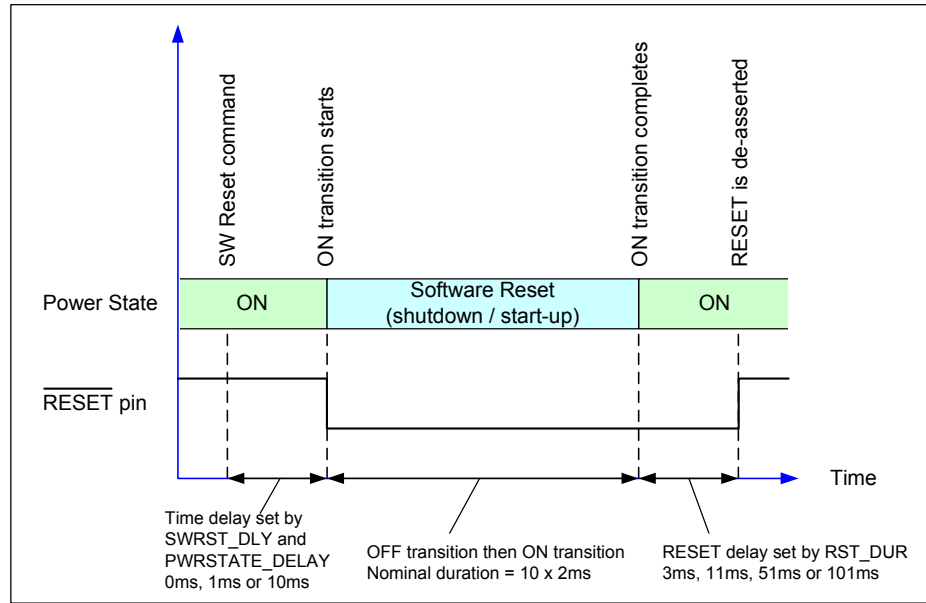 SW Reset command
ON transition starts
ON transition completes
RESET is de-asserted
Power State
ON
Software Reset
(shutdown / start-up)
ON
RESET pin
Time
Time delay set by
SWRST_DLY and
PWRSTATE_DELAY
0ms, 1ms or 10ms
OFF transition then ON transition
Nominal duration = 10 x 2ms
RESET delay set by RST_DUR
3ms, 11ms, 51ms or 101ms